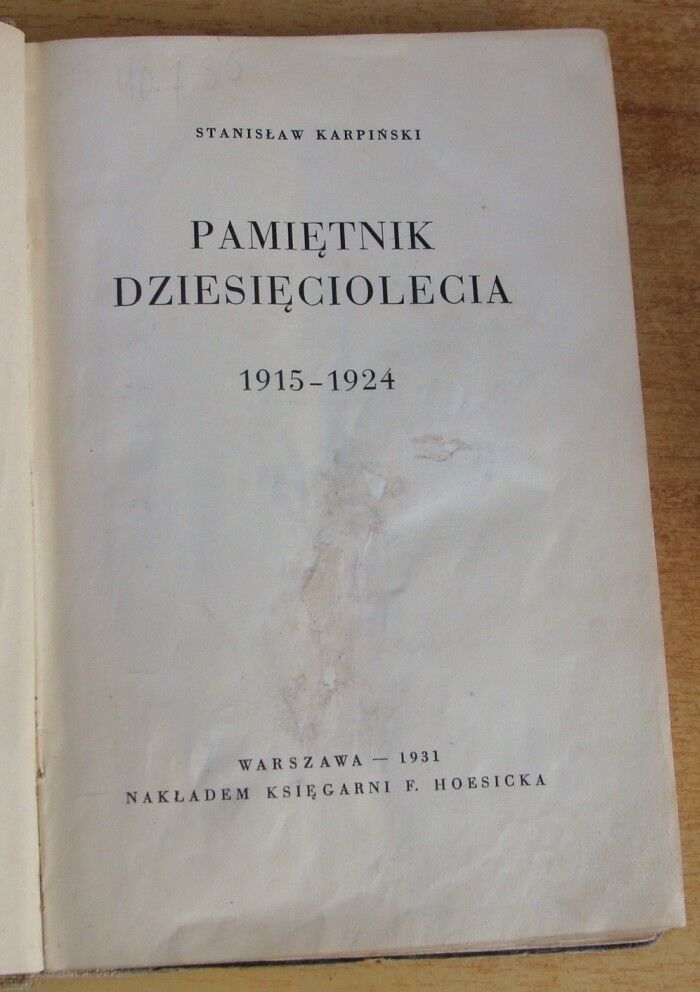 STANISŁAW KARPIŃSKI
PAMIĘTNIK
DZIESIĘCIOLECIA
1915–1924
WARSZAWA — 1931
NAKŁADEM KSIĘGARNI F. HOESICKA